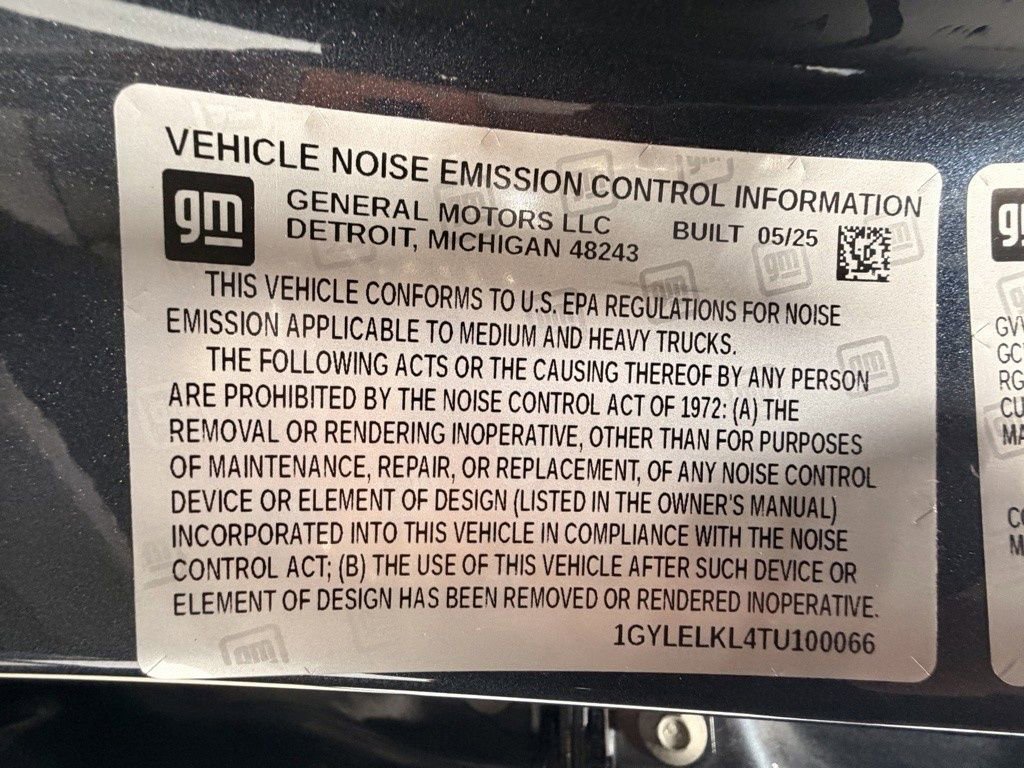 VEHICLE NOISE EMISSION CONTROL INFORMATION
gm
GENERAL MOTORS LLC
DETROIT, MICHIGAN 48243
BUILT 05/25
THIS VEHICLE CONFORMS TO U.S. EPA REGULATIONS FOR NOISE
EMISSION APPLICABLE TO MEDIUM AND HEAVY TRUCKS.
THE FOLLOWING ACTS OR THE CAUSING THEREOF BY ANY PERSON
ARE PROHIBITED BY THE NOISE CONTROL ACT OF 1972: (A) THE
REMOVAL OR RENDERING INOPERATIVE, OTHER THAN FOR PURPOSES
OF MAINTENANCE, REPAIR, OR REPLACEMENT, OF ANY NOISE CONTROL
DEVICE OR ELEMENT OF DESIGN (LISTED IN THE OWNER'S MANUAL)
INCORPORATED INTO THIS VEHICLE IN COMPLIANCE WITH THE NOISE
CONTROL ACT; (B) THE USE OF THIS VEHICLE AFTER SUCH DEVICE OR
ELEMENT OF DESIGN HAS BEEN REMOVED OR RENDERED INOPERATIVE.
1GYLELKL4TU100066